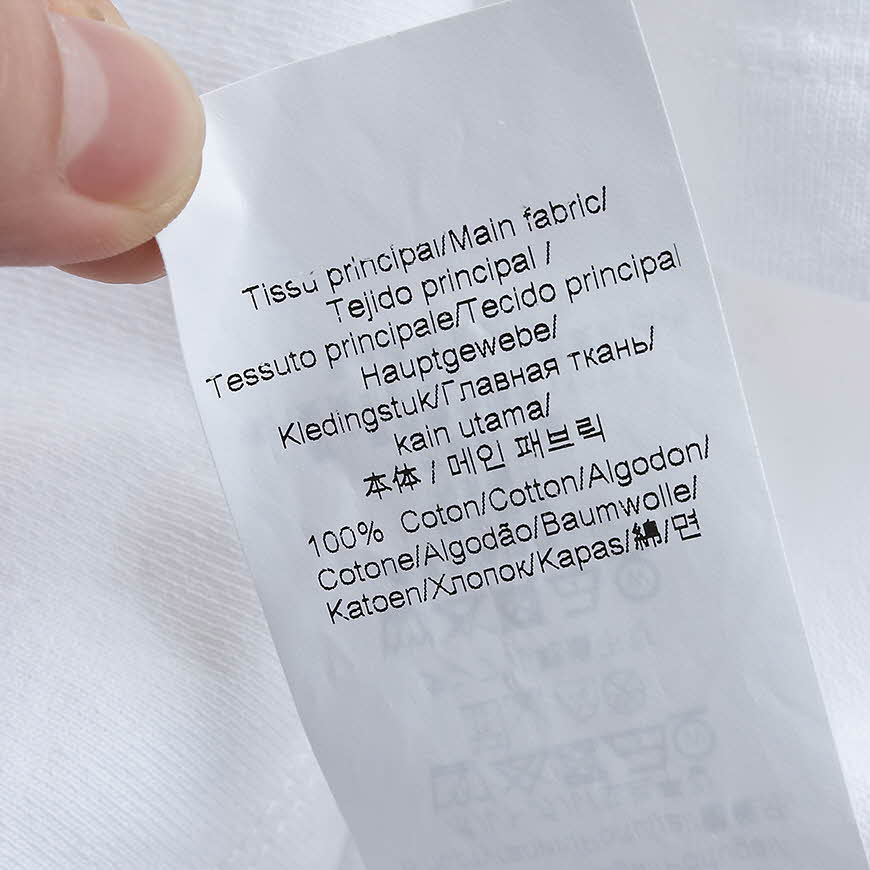 Tissu principal/Main fabric/
Tejido principal /
Tessuto principale/Tecido principal
Hauptgewebe/
Kledingstuk/Главная ткань/
kain utama/
本体 / 메인 패브릭
100% Coton/Cotton/Algodon/
Cotone/Algodão/Baumwolle/
Katoen/Хлопок/Kapas/綿/면